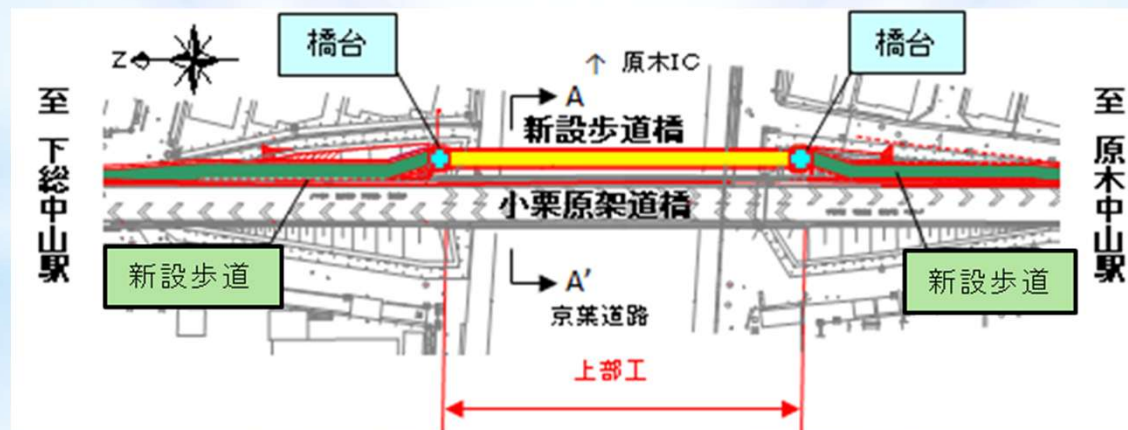 橋台
橋台
Z
↑ 原木IC
A
新設歩道橋
至 下総中山駅
至 原木中山駅
小栗原架道橋
新設歩道
新設歩道
A'
京葉道路
上部工